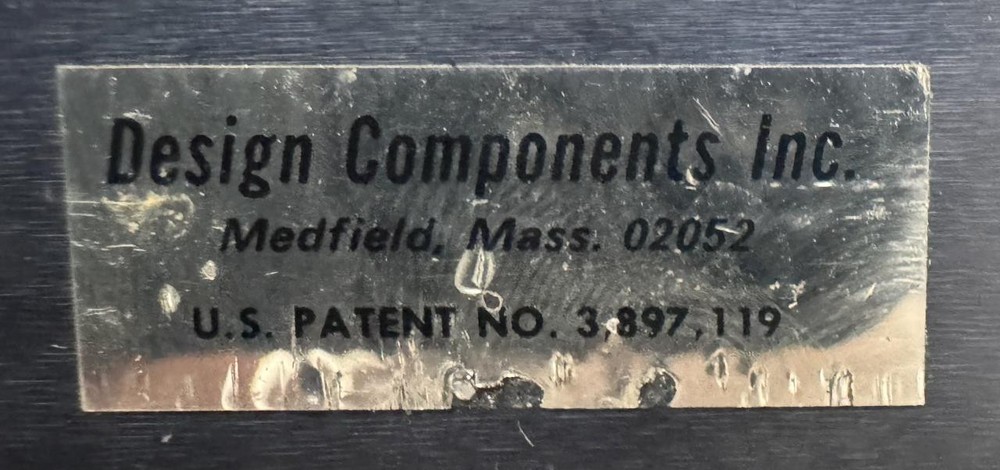 Design Components Inc.
Medfield, Mass. 02052
U.S. PATENT NO. 3,897,119